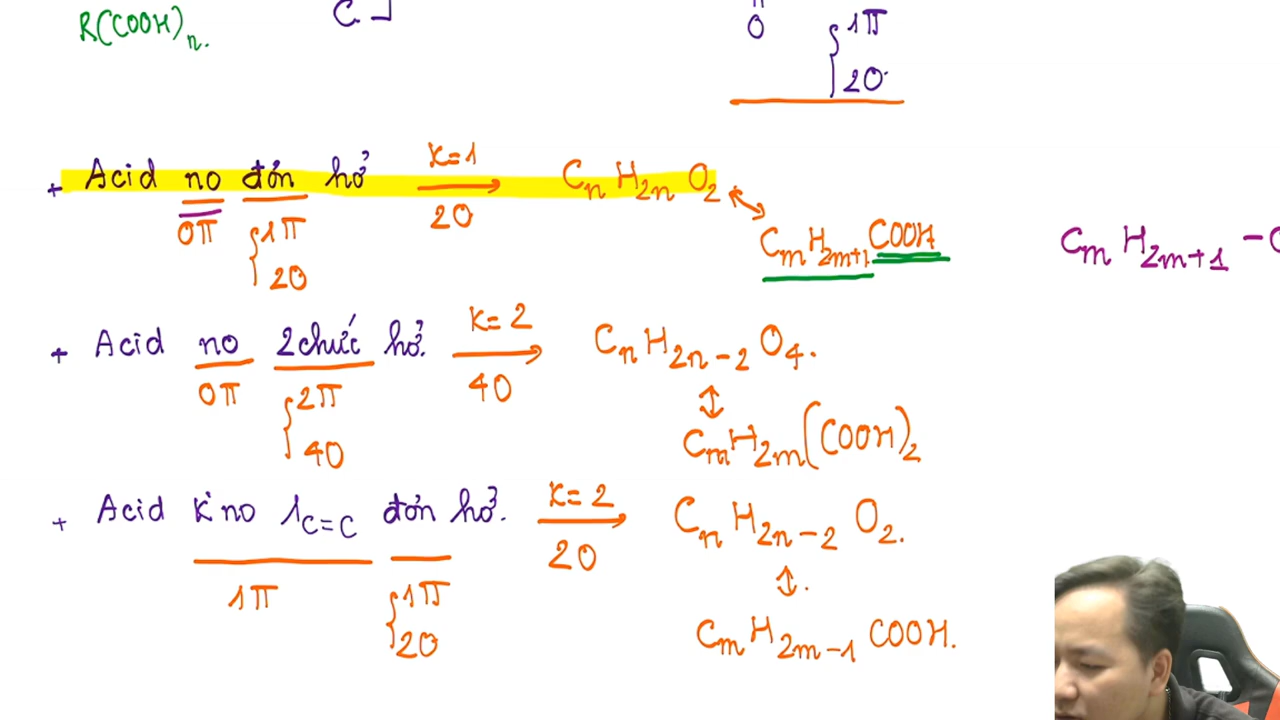 R(COOH)n.
C
O
{1π
2O
+ Acid no đơn hở K=1 2O CnH2nO2
0π {1π 2O
CmH2m+1COOH
CmH2m+1 -C
+ Acid no 2 chức hở. K=2 4O CnH2n-2O4.
0π {2π 4O
CmH2m(COOH)2
+ Acid k no 1C=C đơn hở. K=2 2O CnH2n-2O2.
1π {1π 2O
CmH2m-1COOH.